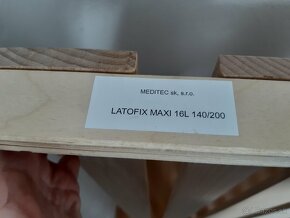 MEDITEC sk, s.r.o.
LATOFIX MAXI 16L 140/200